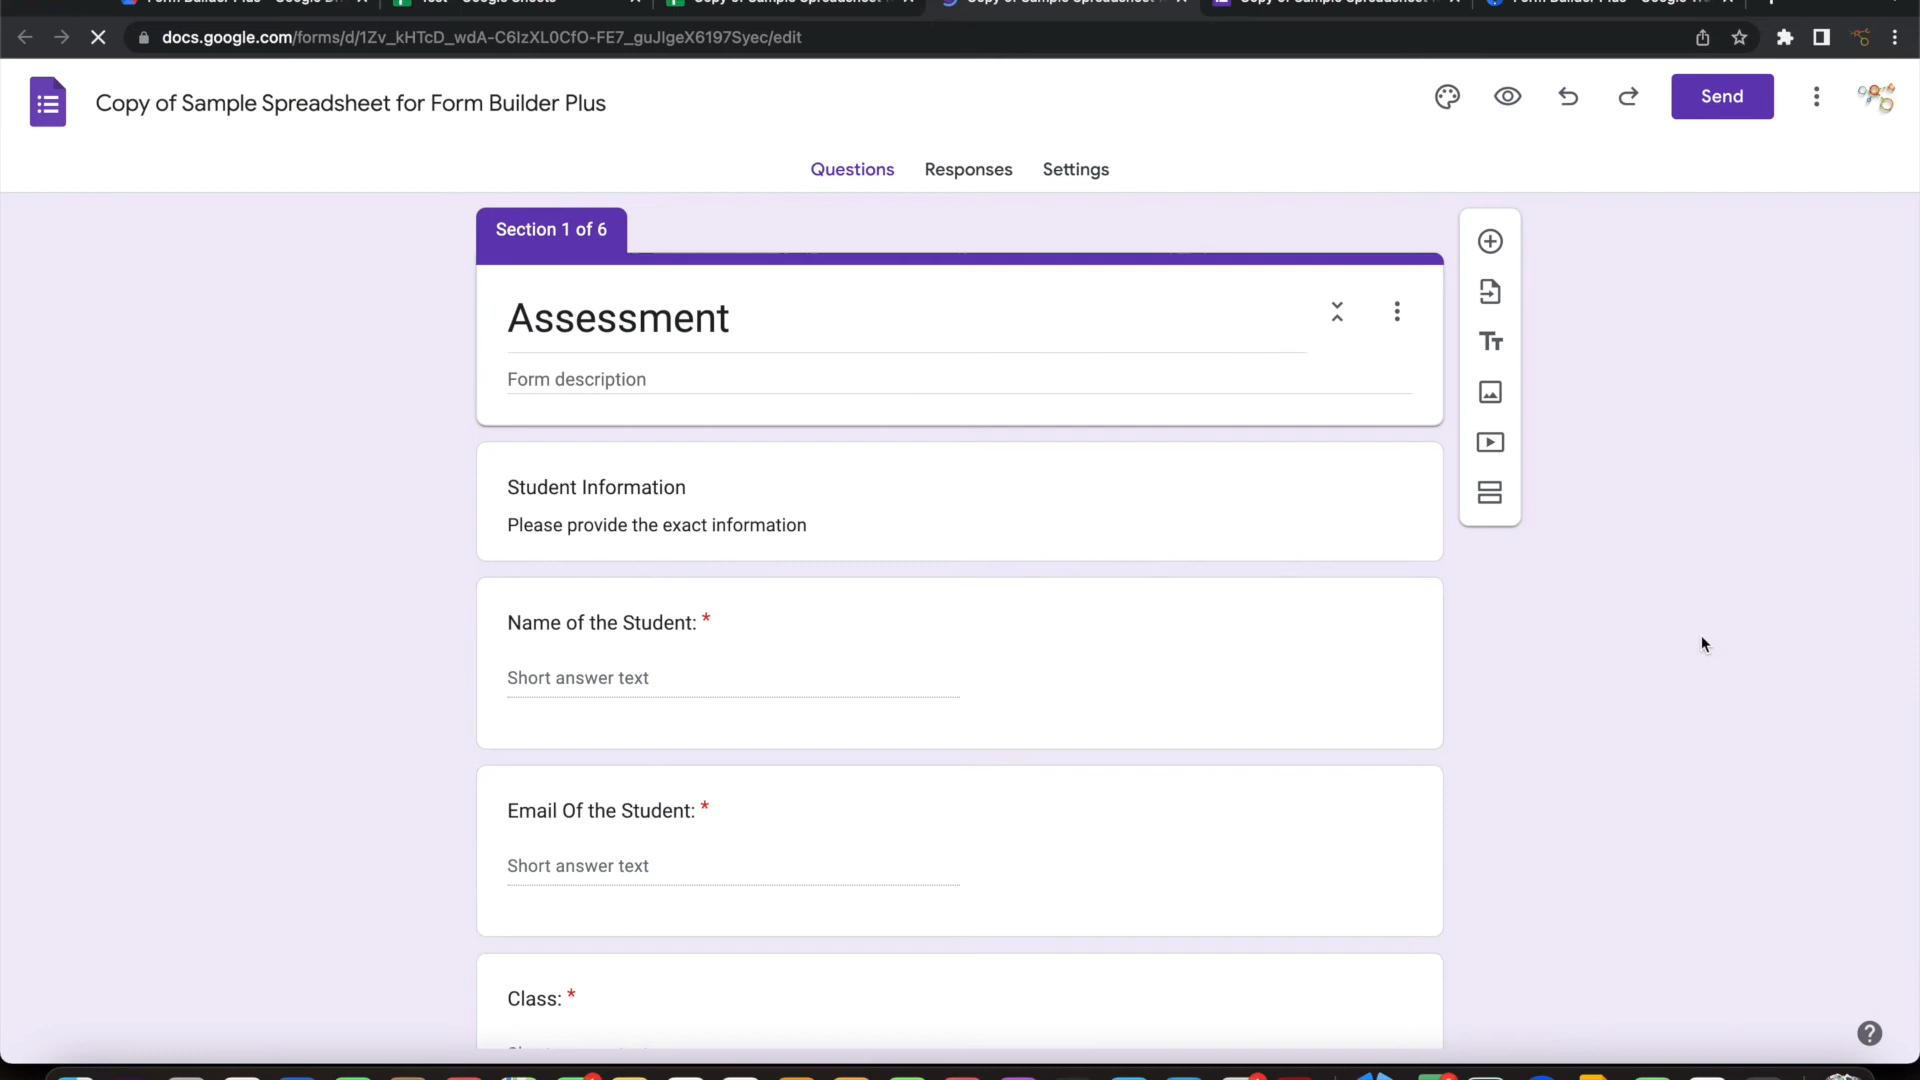 docs.google.com/forms/d/1Zv_kHTcD_wdA-C6IzXL0CfO-FE7_guJlgeX6197Syec/edit
Copy of Sample Spreadsheet for Form Builder Plus
Send
Questions Responses Settings
Section 1 of 6
Assessment
Form description
Student Information
Please provide the exact information
Name of the Student: *
Short answer text
Email Of the Student: *
Short answer text
Class: *